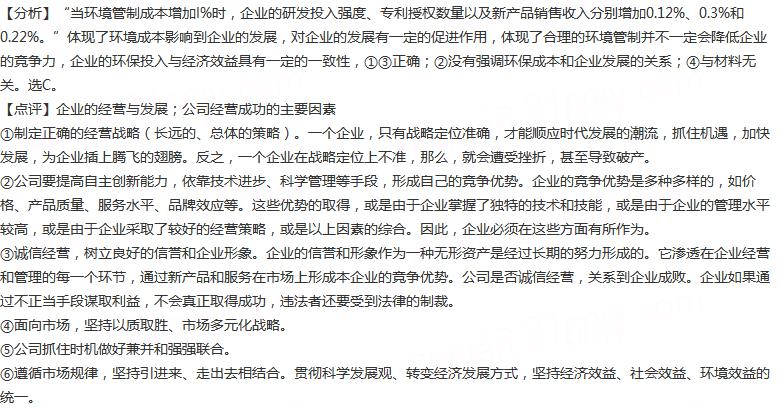 【分析】“当环境管制成本增加l%时，企业的研发投入强度、专利授权数量以及新产品销售收入分别增加0.12%、0.3%和
0.22%。”体现了环境成本影响到企业的发展，对企业的发展有一定的促进作用，体现了合理的环境管制并不一定会降低企业
的竞争力，企业的环保投入与经济效益具有一定的一致性，①③正确；②没有强调环保成本和企业发展的关系；④与材料无
关。选C。
【点评】企业的经营与发展；公司经营成功的主要因素
①制定正确的经营战略（长远的、总体的策略）。一个企业，只有战略定位准确，才能顺应时代发展的潮流，抓住机遇，加快
发展，为企业插上腾飞的翅膀。反之，一个企业在战略定位上不准，那么，就会遭受挫折，甚至导致破产。
②公司要提高自主创新能力，依靠技术进步、科学管理等手段，形成自己的竞争优势。企业的竞争优势是多种多样的，如价
格、产品质量、服务水平、品牌效应等。这些优势的取得，或是由于企业掌握了独特的技术和技能，或是由于企业的管理水平
较高，或是由于企业采取了较好的经营策略，或是以上因素的综合。因此，企业必须在这些方面有所作为。
③诚信经营，树立良好的信誉和企业形象。企业的信誉和形象作为一种无形资产是经过长期的努力形成的。它渗透在企业经营
和管理的每一个环节，通过新产品和服务在市场上形成本企业的竞争优势。公司是否诚信经营，关系到企业成败。企业如果通
过不正当手段谋取利益，不会真正取得成功，违法者还要受到法律的制裁。
④面向市场，坚持以质取胜、市场多元化战略。
⑤公司抓住时机做好兼并和强强联合。
⑥遵循市场规律，坚持引进来、走出去相结合。贯彻科学发展观、转变经济发展方式，坚持经济效益、社会效益、环境效益的
统一。